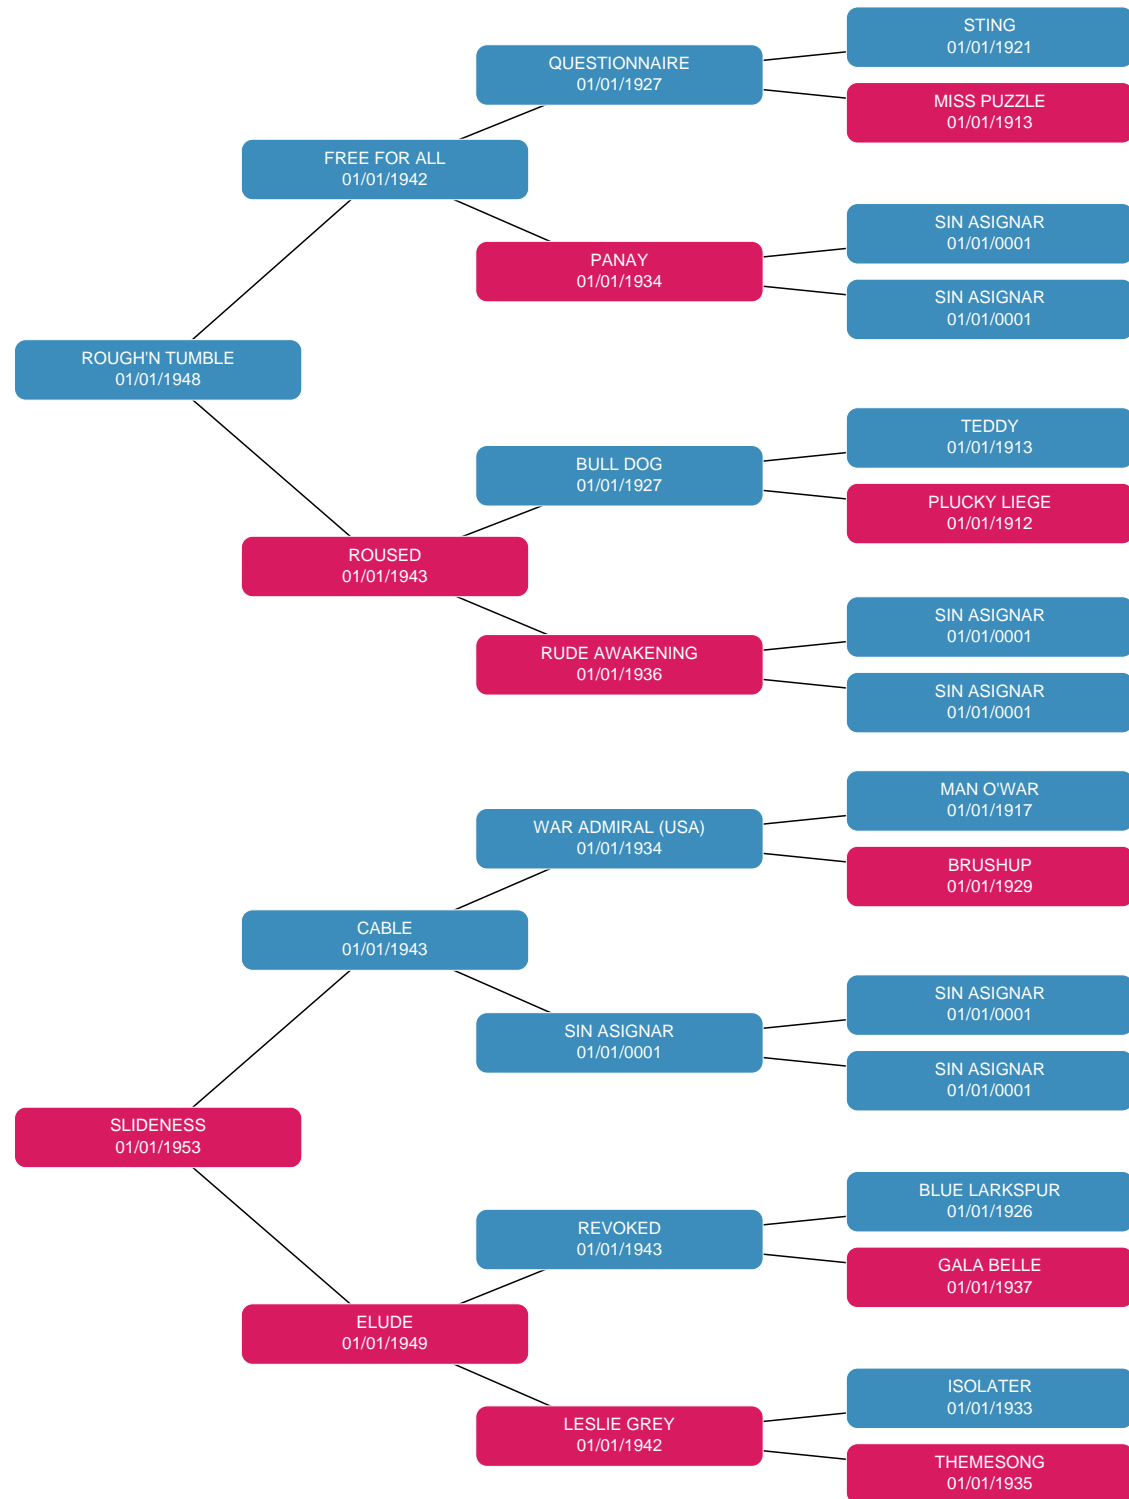 STING
01/01/1921
QUESTIONNAIRE
01/01/1927
MISS PUZZLE
01/01/1913
FREE FOR ALL
01/01/1942
SIN ASIGNAR
01/01/0001
PANAY
01/01/1934
SIN ASIGNAR
01/01/0001
ROUGH'N TUMBLE
01/01/1948
TEDDY
01/01/1913
BULL DOG
01/01/1927
PLUCKY LIEGE
01/01/1912
ROUSED
01/01/1943
SIN ASIGNAR
01/01/0001
RUDE AWAKENING
01/01/1936
SIN ASIGNAR
01/01/0001
MAN O'WAR
01/01/1917
WAR ADMIRAL (USA)
01/01/1934
BRUSHUP
01/01/1929
CABLE
01/01/1943
SIN ASIGNAR
01/01/0001
SIN ASIGNAR
01/01/0001
SIN ASIGNAR
01/01/0001
SLIDENESS
01/01/1953
BLUE LARKSPUR
01/01/1926
REVOKED
01/01/1943
GALA BELLE
01/01/1937
ELUDE
01/01/1949
ISOLATER
01/01/1933
LESLIE GREY
01/01/1942
THEMESONG
01/01/1935